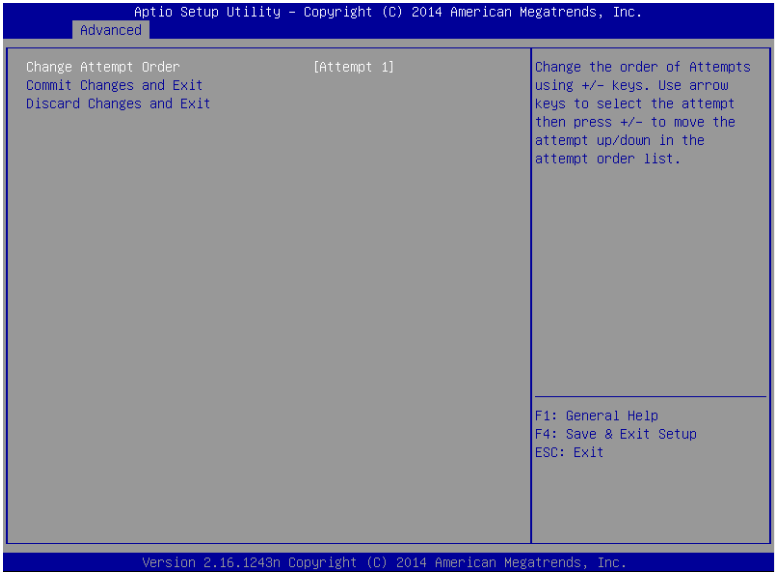 Aptio Setup Utility – Copyright (C) 2014 American Megatrends, Inc.
Advanced
Change Attempt Order [Attempt 1]
Commit Changes and Exit
Discard Changes and Exit
Change the order of Attempts
using +/- keys. Use arrow
keys to select the attempt
then press +/- to move the
attempt up/down in the
attempt order list.
F1: General Help
F4: Save & Exit Setup
ESC: Exit
Version 2.16.1243n Copyright (C) 2014 American Megatrends, Inc.